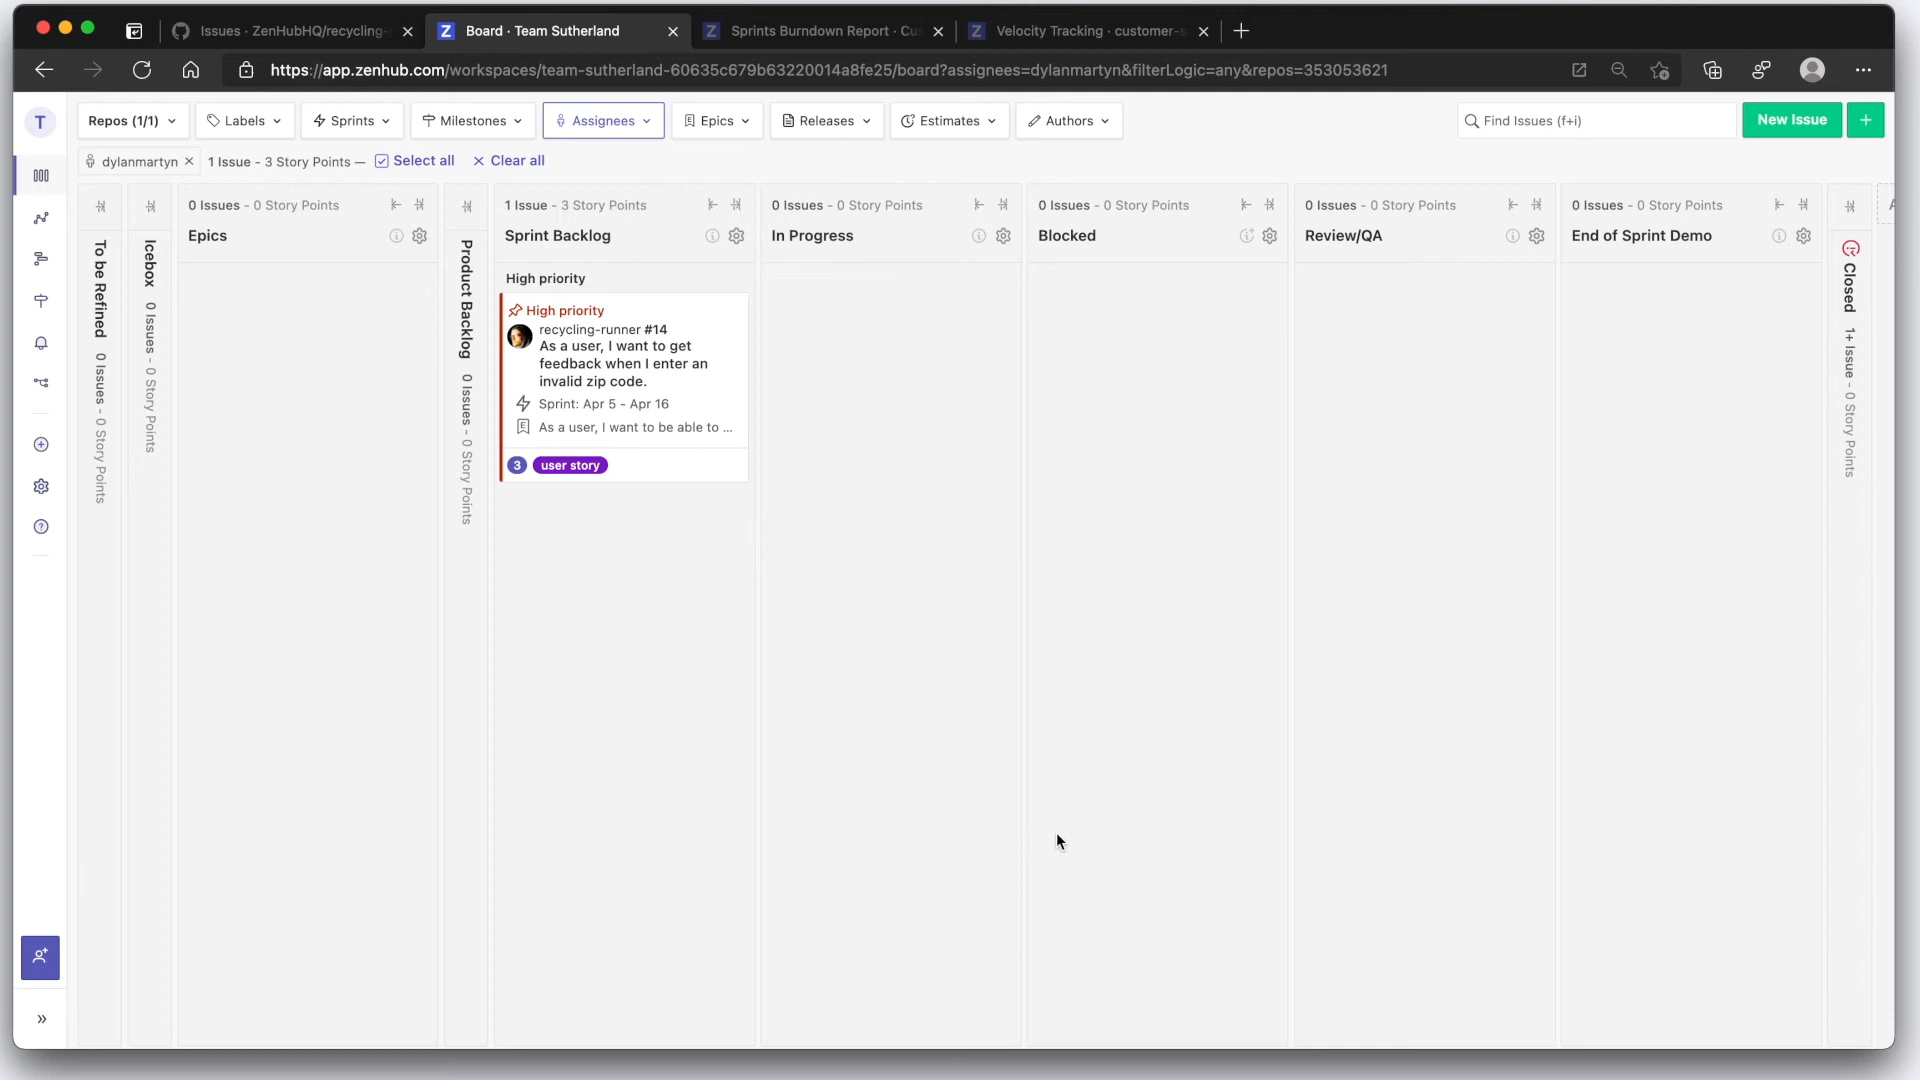 Issues · ZenHubHQ/recycling-
Board · Team Sutherland
Sprints Burndown Report · Cus
Velocity Tracking · customer-s
https://app.zenhub.com/workspaces/team-sutherland-60635c679b63220014a8fe25/board?assignees=dylanmartyn&filterLogic=any&repos=353053621
T
Repos (1/1)
Labels
Sprints
Milestones
Assignees
Epics
Releases
Estimates
Authors
Find Issues (f+i)
New Issue
+
dylanmartyn
1 Issue - 3 Story Points —
Select all
Clear all
To be Refined 0 Issues - 0 Story Points
Icebox 0 Issues - 0 Story Points
0 Issues - 0 Story Points
Epics
Product Backlog 0 Issues - 0 Story Points
1 Issue - 3 Story Points
Sprint Backlog
High priority
High priority
recycling-runner #14
As a user, I want to get
feedback when I enter an
invalid zip code.
Sprint: Apr 5 - Apr 16
As a user, I want to be able to ...
3 user story
0 Issues - 0 Story Points
In Progress
0 Issues - 0 Story Points
Blocked
0 Issues - 0 Story Points
Review/QA
0 Issues - 0 Story Points
End of Sprint Demo
Closed 1+ Issue - 0 Story Points